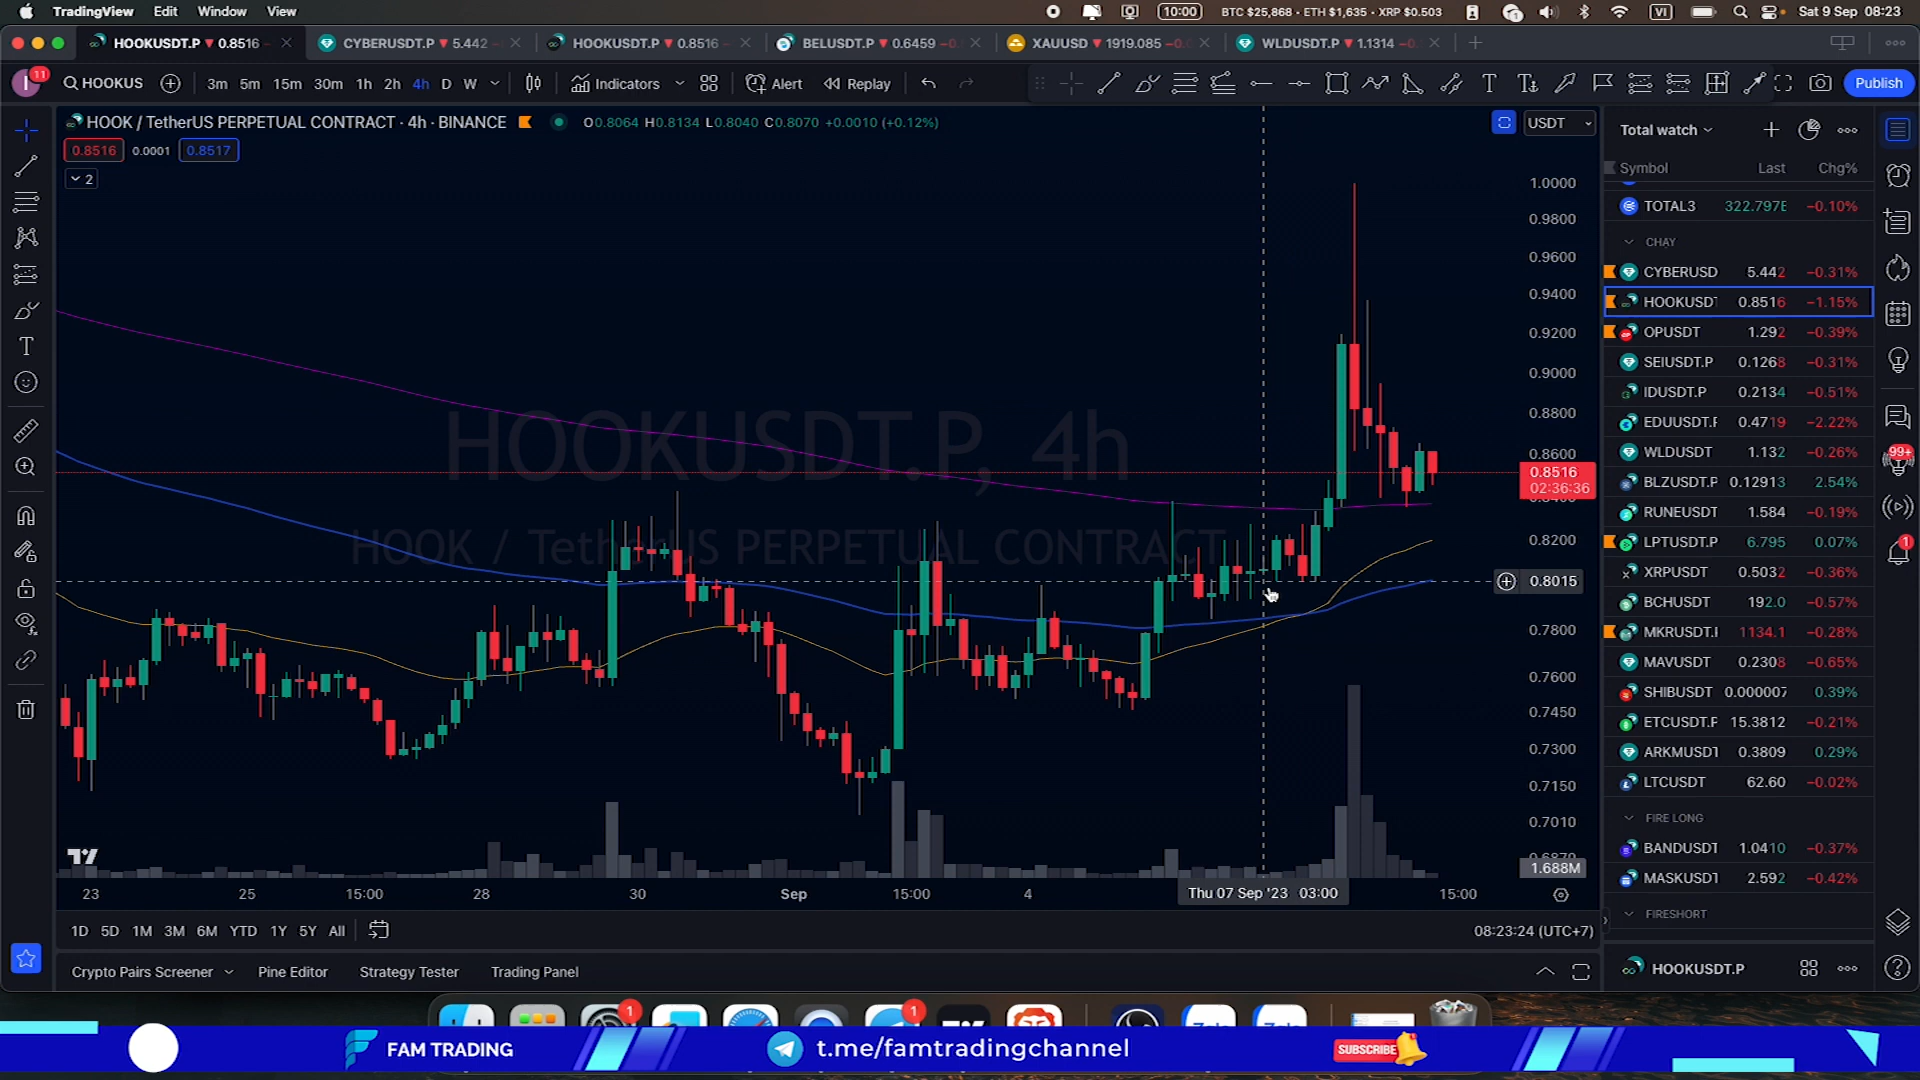 TradingView Edit Window View
10:00 BTC $25,868 • ETH $1,635 • XRP $0.503 VI Sat 9 Sep 08:23
HOOKUSDT.P ▼ 0.8516 CYBERUSDT.P ▼ 5.442 HOOKUSDT.P ▼ 0.8516 BELUSDT.P ▼ 0.6459 XAUUSD ▼ 1919.085 WLDUSDT.P ▼ 1.1314
I 11 HOOKUS 3m 5m 15m 30m 1h 2h 4h D W Indicators Alert Replay Publish
HOOK / TetherUS PERPETUAL CONTRACT · 4h · BINANCE O0.8064 H0.8134 L0.8040 C0.8070 +0.0010 (+0.12%) USDT
0.8516 0.0001 0.8517
2
HOOKUSDT.P, 4h
HOOK / TetherUS PERPETUAL CONTRACT
1.0000
0.9800
0.9600
0.9400
0.9200
0.9000
0.8800
0.8600
0.8516
02:36:36
0.8200
0.8015
0.7800
0.7600
0.7450
0.7300
0.7150
0.7010
1.688M
23 25 15:00 28 30 Sep 15:00 4 Thu 07 Sep '23 03:00 15:00
1D 5D 1M 3M 6M YTD 1Y 5Y All 08:23:24 (UTC+7)
Crypto Pairs Screener Pine Editor Strategy Tester Trading Panel
Total watch
Symbol Last Chg%
TOTAL3 322.797E −0.10%
CHẠY
CYBERUSD 5.442 −0.31%
HOOKUSDT 0.8516 −1.15%
OPUSDT 1.292 −0.39%
SEIUSDT.P 0.1268 −0.31%
IDUSDT.P 0.2134 −0.51%
EDUUSDT.F 0.4719 −2.22%
WLDUSDT 1.132 −0.26%
BLZUSDT.P 0.12913 2.54%
RUNEUSDT 1.584 −0.19%
LPTUSDT.P 6.795 0.07%
XRPUSDT 0.5032 −0.36%
BCHUSDT 192.0 −0.57%
MKRUSDT.I 1134.1 −0.28%
MAVUSDT 0.2308 −0.65%
SHIBUSDT 0.000007 0.39%
ETCUSDT.F 15.3812 −0.21%
ARKMUSDT 0.3809 0.29%
LTCUSDT 62.60 −0.02%
FIRE LONG
BANDUSDT 1.0410 −0.37%
MASKUSDT 2.592 −0.42%
FIRESHORT
HOOKUSDT.P
99+
1
1
1
FAM TRADING
t.me/famtradingchannel
SUBSCRIBE